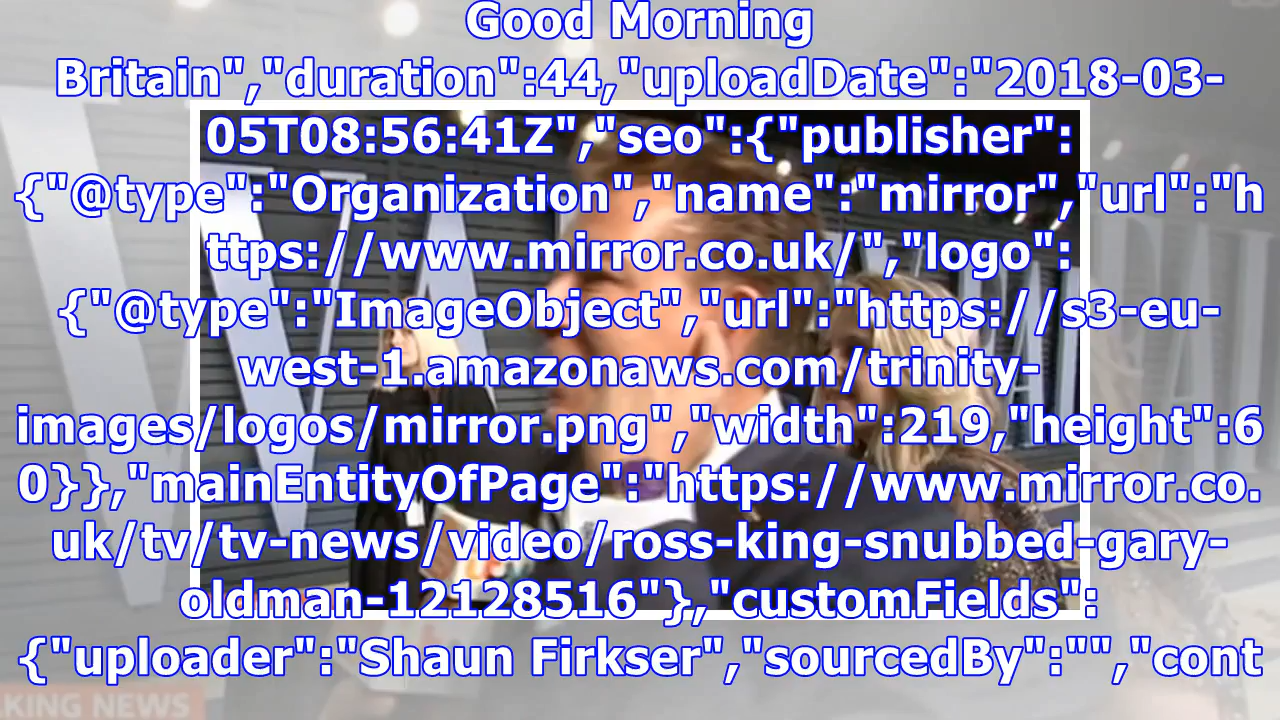 Good Morning
Britain","duration":44,"uploadDate":"2018-03-
05T08:56:41Z","seo":{"publisher":
{"@type":"Organization","name":"mirror","url":"h
ttps://www.mirror.co.uk/","logo":
{"@type":"ImageObject","url":"https://s3-eu-
west-1.amazonaws.com/trinity-
images/logos/mirror.png","width":219,"height":6
0}},"mainEntityOfPage":"https://www.mirror.co.
uk/tv/tv-news/video/ross-king-snubbed-gary-
oldman-12128516"},"customFields":
{"uploader":"Shaun Firkser","sourcedBy":"","cont
KING NEWS